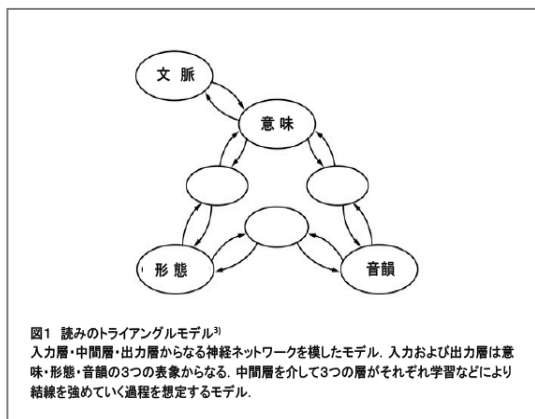 文脈
意味
形態
音韻
図1 読みのトライアングルモデル3)
入力層・中間層・出力層からなる神経ネットワークを模したモデル．入力および出力層は意
味・形態・音韻の3つの表象からなる．中間層を介して3つの層がそれぞれ学習などにより
結線を強めていく過程を想定するモデル．